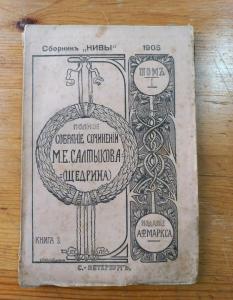 Сборникъ „НИВЫ" 1905
ТОМЪ
I
ПОЛНОЕ
СОБРАНІЕ СОЧИНЕНІЙ
М.Е.САЛТЫКОВА-
(ЩЕДРИНА)
ИЗДАНІЕ
А.Ф.МАРКСА
КНИГА 3.
С.-ПЕТЕРБУРГЪ